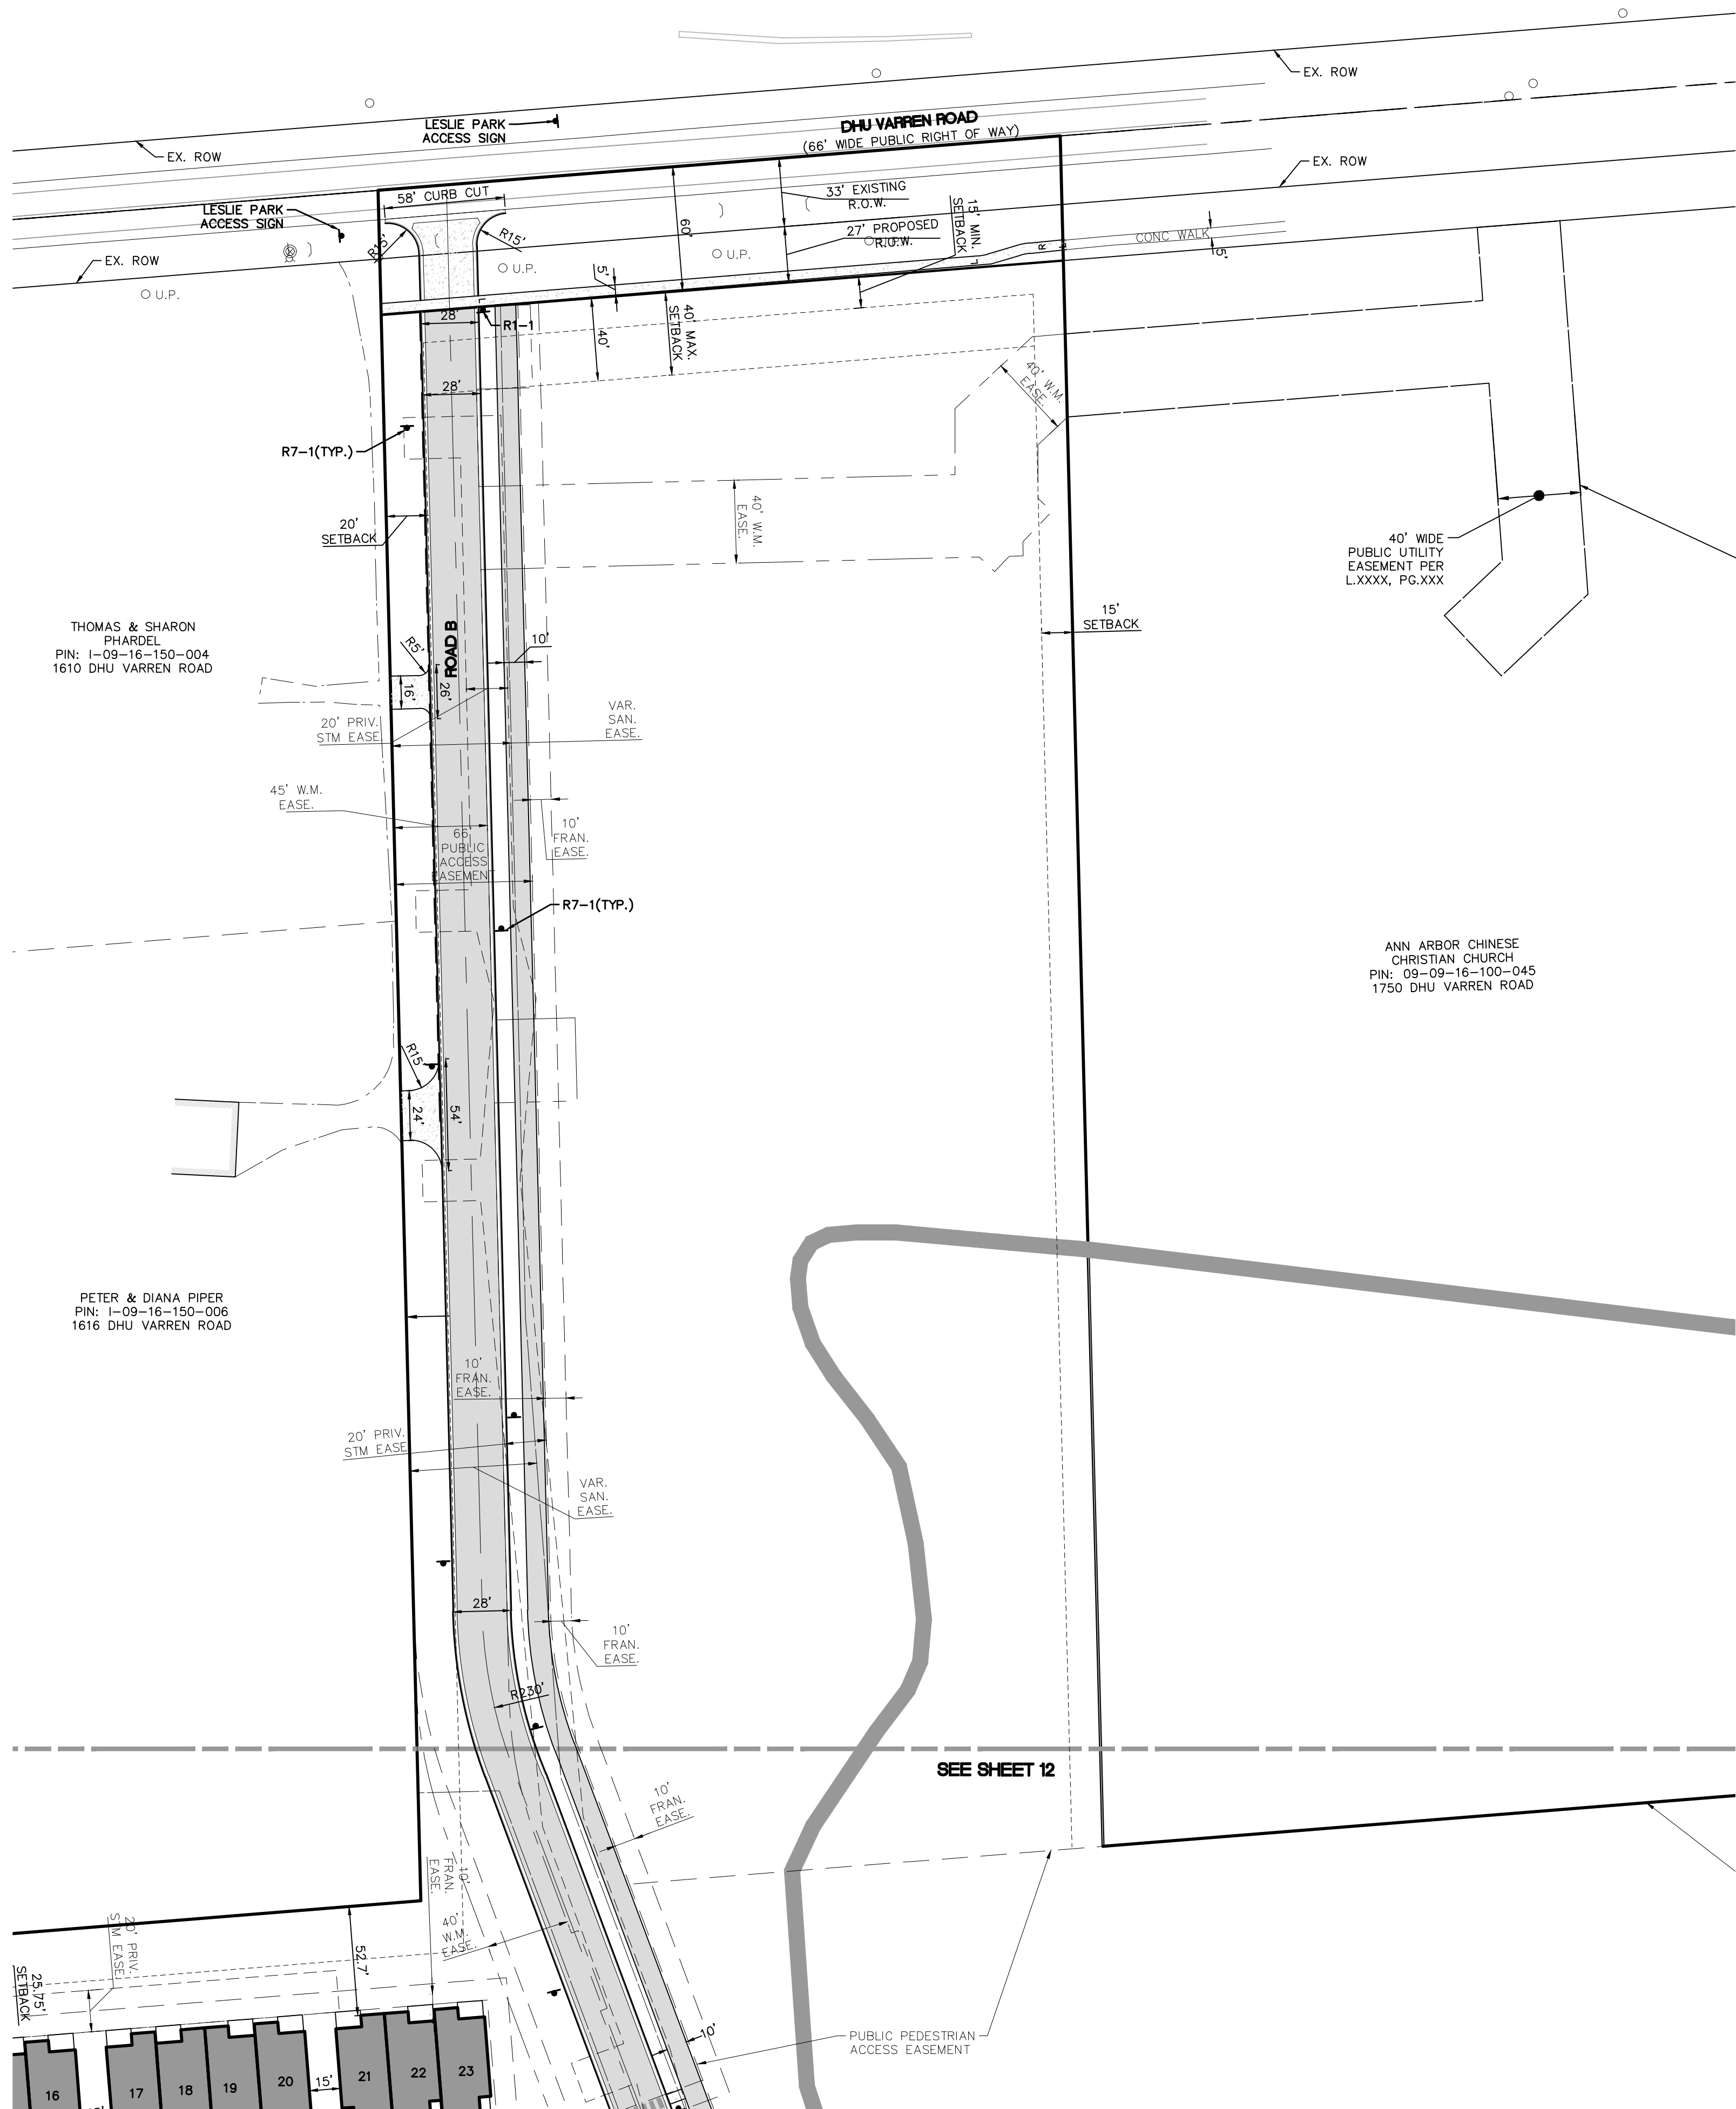 EX. ROW
LESLIE PARK
ACCESS SIGN
DHU VARREN ROAD
(66' WIDE PUBLIC RIGHT OF WAY)
EX. ROW
EX. ROW
58' CURB CUT
33' EXISTING
R.O.W.
LESLIE PARK
ACCESS SIGN
60'
15' MIN.
SETBACK
27' PROPOSED
R.O.W.
R15'
R15'
R
L
CONC WALK
5'
EX. ROW
U.P.
U.P.
U.P.
5'
L
L
28'
R1-1
40'
40' MAX.
SETBACK
28'
40' W.M.
EASE.
R7-1(TYP.)
40' W.M.
EASE.
20'
SETBACK
40' WIDE
PUBLIC UTILITY
EASEMENT PER
L.XXXX, PG.XXX
THOMAS & SHARON
PHARDEL
PIN: I-09-16-150-004
1610 DHU VARREN ROAD
15'
SETBACK
ROAD B
R5'
10'
16'
26'
20' PRIV.
STM EASE.
VAR.
SAN.
EASE.
45' W.M.
EASE.
66'
PUBLIC
ACCESS
EASEMENT
10'
FRAN.
EASE.
R7-1(TYP.)
ANN ARBOR CHINESE
CHRISTIAN CHURCH
PIN: 09-09-16-100-045
1750 DHU VARREN ROAD
R15'
24'
54'
PETER & DIANA PIPER
PIN: I-09-16-150-006
1616 DHU VARREN ROAD
10'
FRAN.
EASE.
20' PRIV.
STM EASE
VAR.
SAN.
EASE.
28'
10'
FRAN.
EASE.
R230'
SEE SHEET 12
10'
FRAN.
EASE.
10'
FRAN.
EASE.
40'
W.M.
EASE.
20' PRIV.
STM EASE.
52.7'
25.75'
SETBACK
10'
PUBLIC PEDESTRIAN
ACCESS EASEMENT
16
17
18
19
20
15'
21
22
23